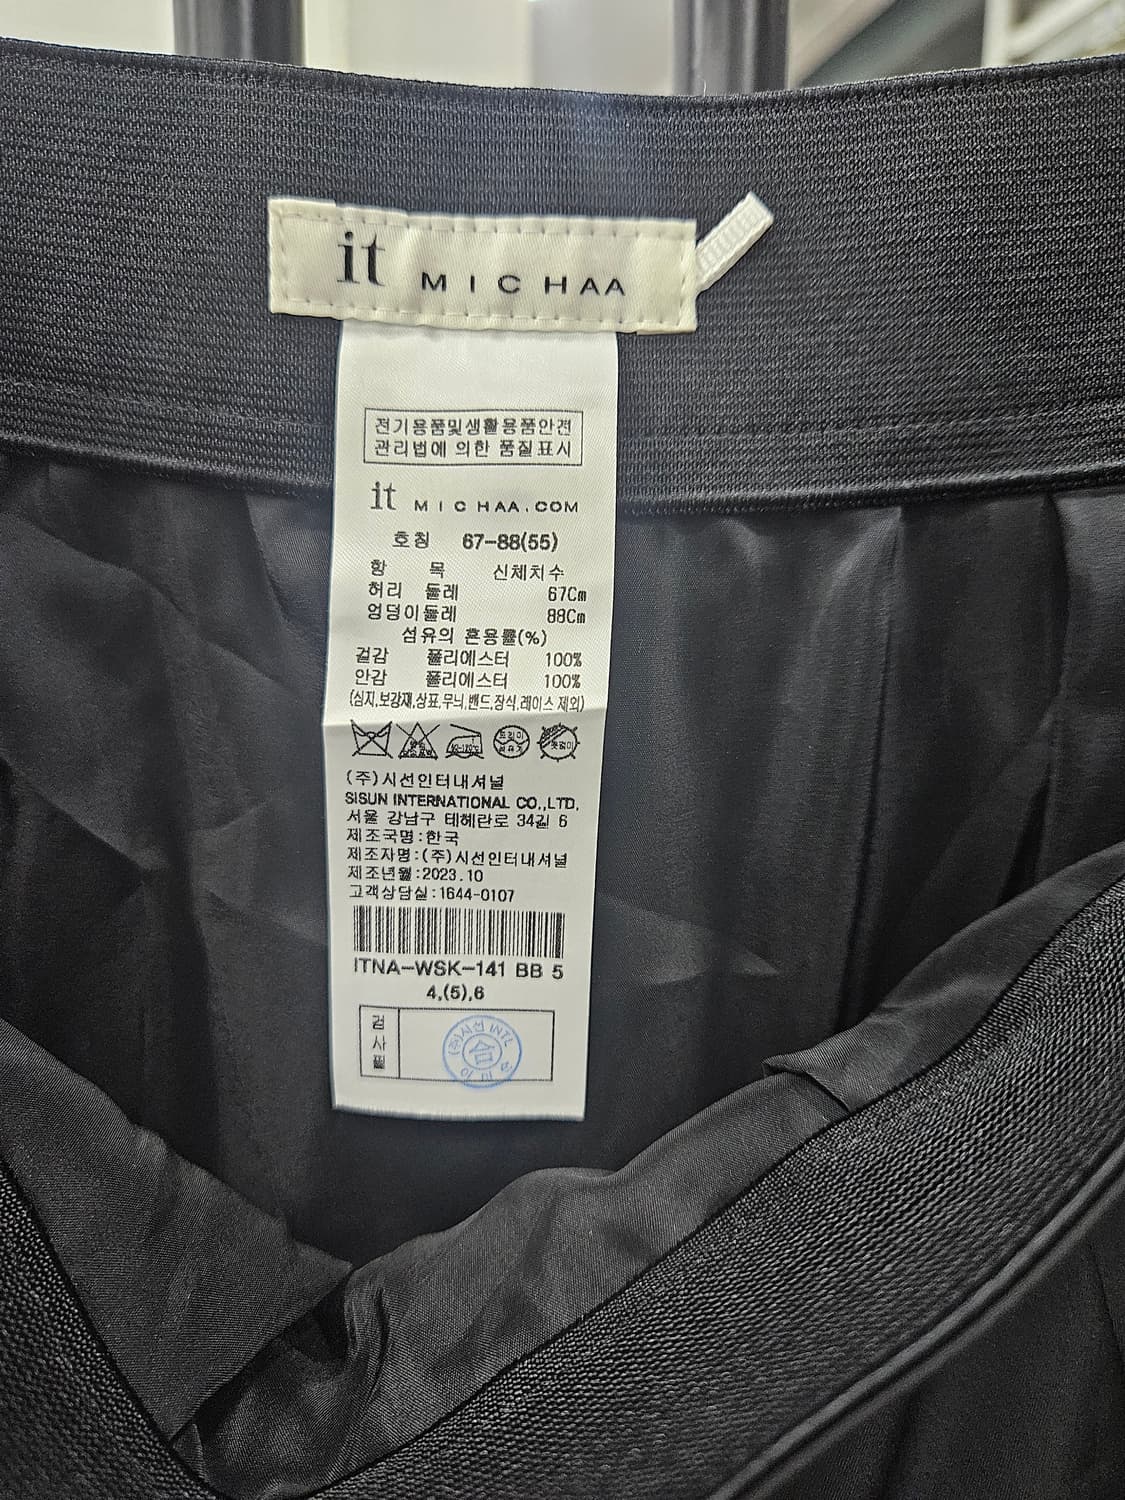 it MICHAA
전기용품및생활용품안전
관리법에 의한 품질표시
it MICHAA.COM
호칭 67-88(55)
항 목 신체치수
허리 둘레 67Cm
엉덩이둘레 88Cm
섬유의 혼용률(%)
겉감 폴리에스터 100%
안감 폴리에스터 100%
(심지,보강재,상표,무늬,밴드,장식,레이스 제외)
드라이
(주)시선인터내셔널
SISUN INTERNATIONAL CO.,LTD.
서울 강남구 테헤란로 34길 6
제조국명:한국
제조자명:(주)시선인터내셔널
제조년월:2023.10
고객상담실:1644-0107
ITNA-WSK-141 BB 5
4,(5),6
검사필
(주)시선 INTL
合